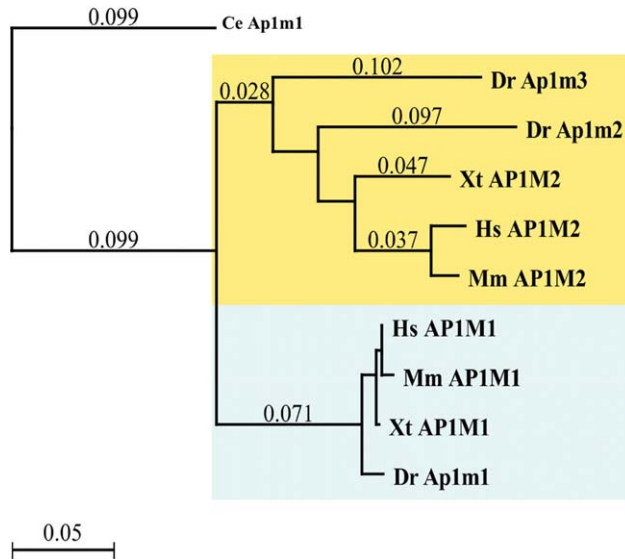 0.099
Ce Ap1m1
0.102
0.028
Dr Ap1m3
0.097
Dr Ap1m2
0.047
Xt AP1M2
Hs AP1M2
0.099
0.037
Mm AP1M2
Hs AP1M1
Mm AP1M1
0.071
Xt AP1M1
Dr Ap1m1
0.05